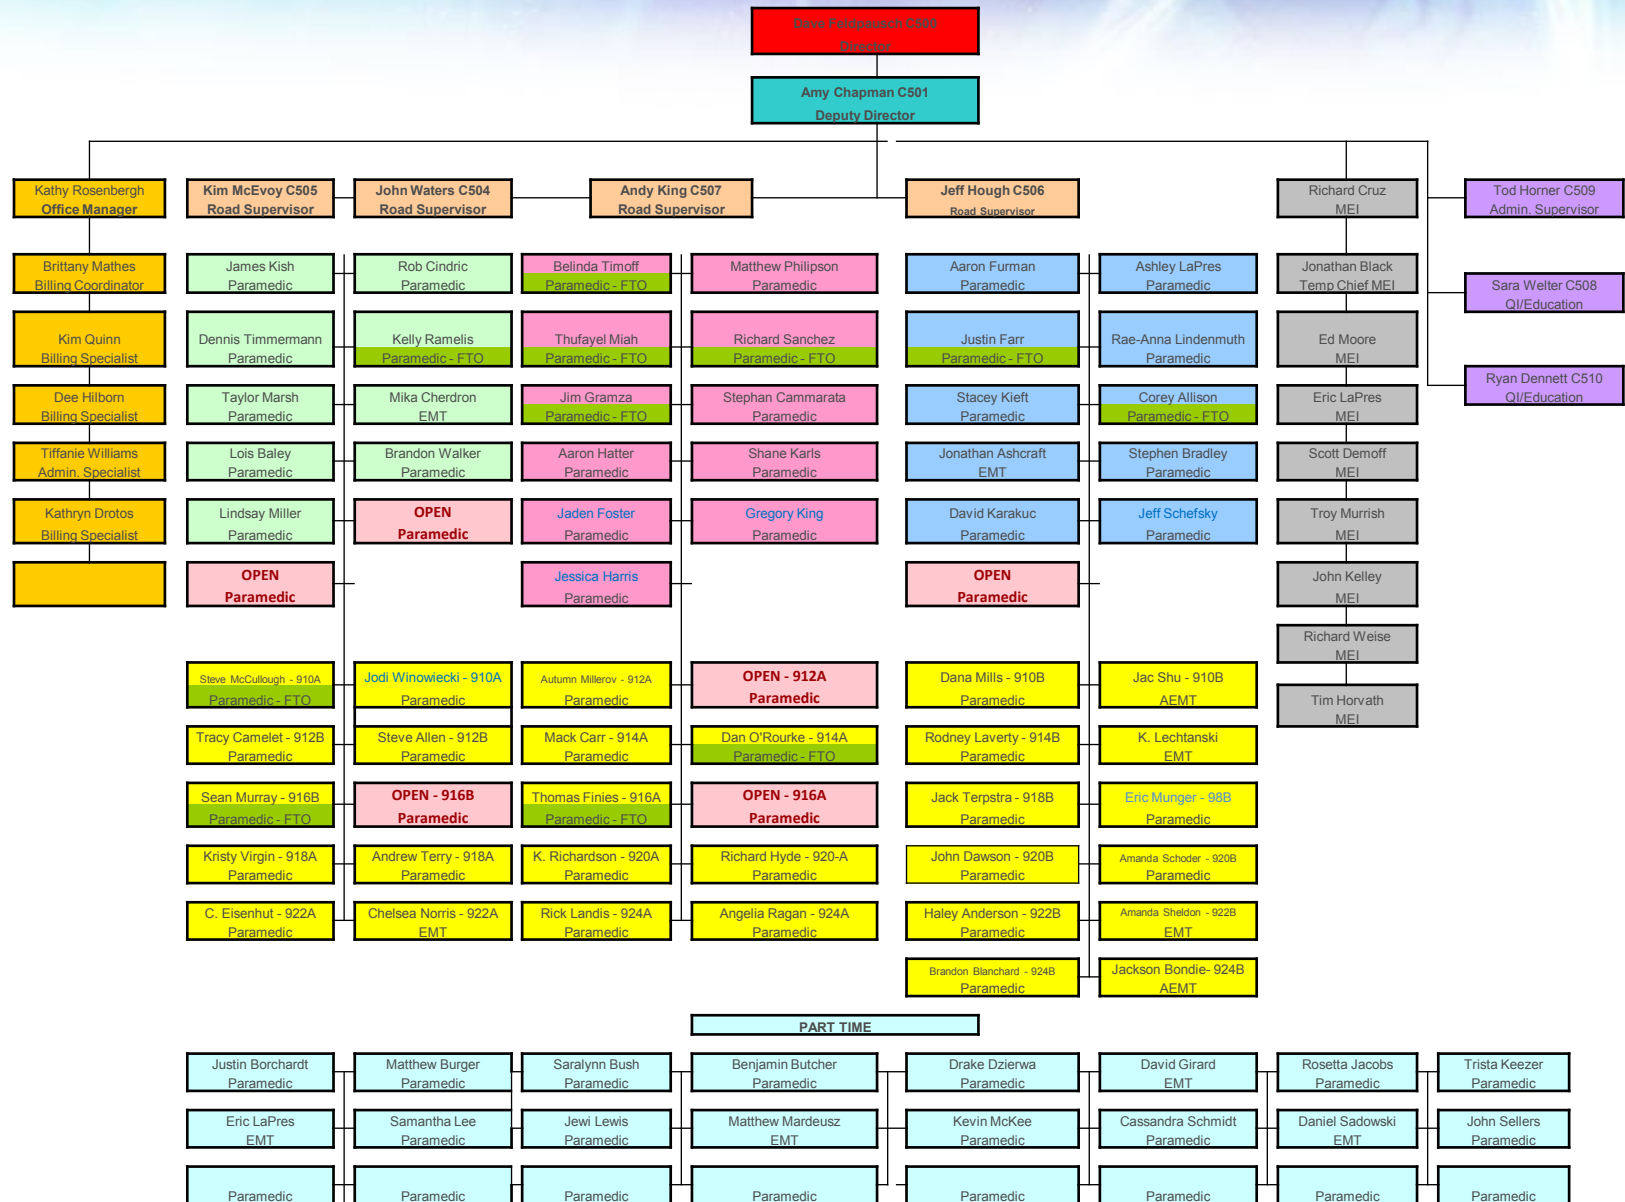 Dave Feldpausch C500
Director
Amy Chapman C501
Deputy Director
Kathy Rosenbergh
Office Manager
Kim McEvoy C505
Road Supervisor
John Waters C504
Road Supervisor
Andy King C507
Road Supervisor
Jeff Hough C506
Road Supervisor
Richard Cruz
MEI
Tod Horner C509
Admin. Supervisor
Brittany Mathes
Billing Coordinator
James Kish
Paramedic
Rob Cindric
Paramedic
Belinda Timoff
Paramedic - FTO
Matthew Philipson
Paramedic
Aaron Furman
Paramedic
Ashley LaPres
Paramedic
Jonathan Black
Temp Chief MEI
Sara Welter C508
QI/Education
Kim Quinn
Billing Specialist
Dennis Timmermann
Paramedic
Kelly Ramelis
Paramedic - FTO
Thufayel Miah
Paramedic - FTO
Richard Sanchez
Paramedic - FTO
Justin Farr
Paramedic - FTO
Rae-Anna Lindenmuth
Paramedic
Ed Moore
MEI
Ryan Dennett C510
QI/Education
Dee Hilborn
Billing Specialist
Taylor Marsh
Paramedic
Mika Cherdron
EMT
Jim Gramza
Paramedic - FTO
Stephan Cammarata
Paramedic
Stacey Kieft
Paramedic
Corey Allison
Paramedic - FTO
Eric LaPres
MEI
Tiffanie Williams
Admin. Specialist
Lois Baley
Paramedic
Brandon Walker
Paramedic
Aaron Hatter
Paramedic
Shane Karls
Paramedic
Jonathan Ashcraft
EMT
Stephen Bradley
Paramedic
Scott Demoff
MEI
Kathryn Drotos
Billing Specialist
Lindsay Miller
Paramedic
OPEN
Paramedic
Jaden Foster
Paramedic
Gregory King
Paramedic
David Karakuc
Paramedic
Jeff Schefsky
Paramedic
Troy Murrish
MEI
OPEN
Paramedic
Jessica Harris
Paramedic
OPEN
Paramedic
John Kelley
MEI
Richard Weise
MEI
Steve McCullough - 910A
Paramedic - FTO
Jodi Winowiecki - 910A
Paramedic
Autumn Millerov - 912A
Paramedic
OPEN - 912A
Paramedic
Dana Mills - 910B
Paramedic
Jac Shu - 910B
AEMT
Tim Horvath
MEI
Tracy Camelet - 912B
Paramedic
Steve Allen - 912B
Paramedic
Mack Carr - 914A
Paramedic
Dan O'Rourke - 914A
Paramedic - FTO
Rodney Laverty - 914B
Paramedic
K. Lechtanski
EMT
Sean Murray - 916B
Paramedic - FTO
OPEN - 916B
Paramedic
Thomas Finies - 916A
Paramedic - FTO
OPEN - 916A
Paramedic
Jack Terpstra - 918B
Paramedic
Eric Munger - 98B
Paramedic
Kristy Virgin - 918A
Paramedic
Andrew Terry - 918A
Paramedic
K. Richardson - 920A
Paramedic
Richard Hyde - 920-A
Paramedic
John Dawson - 920B
Paramedic
Amanda Schoder - 920B
Paramedic
C. Eisenhut - 922A
Paramedic
Chelsea Norris - 922A
EMT
Rick Landis - 924A
Paramedic
Angelia Ragan - 924A
Paramedic
Haley Anderson - 922B
Paramedic
Amanda Sheldon - 922B
EMT
Brandon Blanchard - 924B
Paramedic
Jackson Bondie- 924B
AEMT
PART TIME
Justin Borchardt
Paramedic
Matthew Burger
Paramedic
Saralynn Bush
Paramedic
Benjamin Butcher
Paramedic
Drake Dzierwa
Paramedic
David Girard
EMT
Rosetta Jacobs
Paramedic
Trista Keezer
Paramedic
Eric LaPres
EMT
Samantha Lee
Paramedic
Jewi Lewis
Paramedic
Matthew Mardeusz
EMT
Kevin McKee
Paramedic
Cassandra Schmidt
Paramedic
Daniel Sadowski
EMT
John Sellers
Paramedic
Paramedic
Paramedic
Paramedic
Paramedic
Paramedic
Paramedic
Paramedic
Paramedic